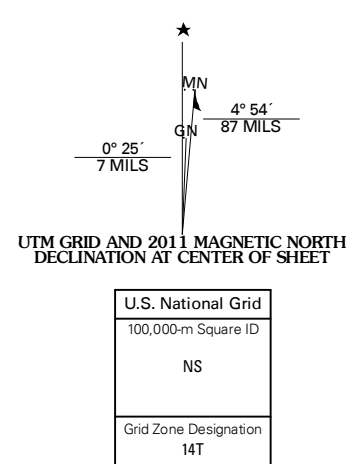 MN
4° 54´
87 MILS
GN
0° 25´
7 MILS
UTM GRID AND 2011 MAGNETIC NORTH
DECLINATION AT CENTER OF SHEET
U.S. National Grid
100,000-m Square ID
NS
Grid Zone Designation
14T